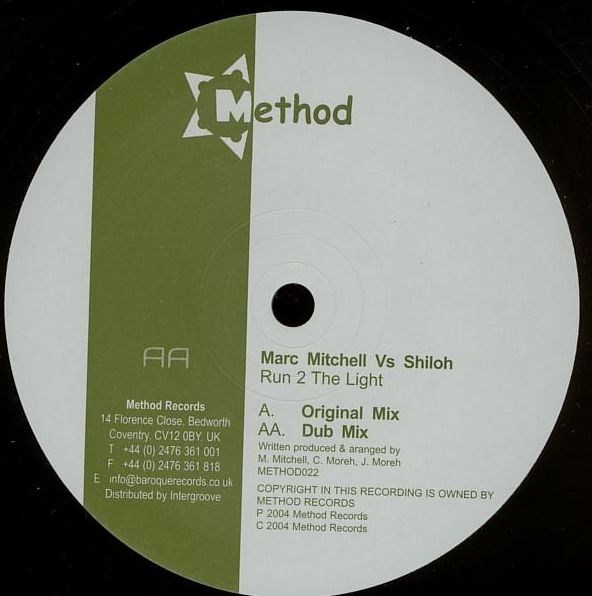 Method
AA
Method Records
14 Florence Close. Bedworth
Coventry. CV12 0BY. UK
T +44 (0) 2476 361 001
F +44 (0) 2476 361 818
E info@baroquerecords.co.uk
Distributed by Intergroove
Marc Mitchell Vs Shiloh
Run 2 The Light
A. Original Mix
AA. Dub Mix
Written produced & aranged by
M. Mitchell, C. Moreh, J. Moreh
METHOD022
COPYRIGHT IN THIS RECORDING IS OWNED BY
METHOD RECORDS
P 2004 Method Records
C 2004 Method Records